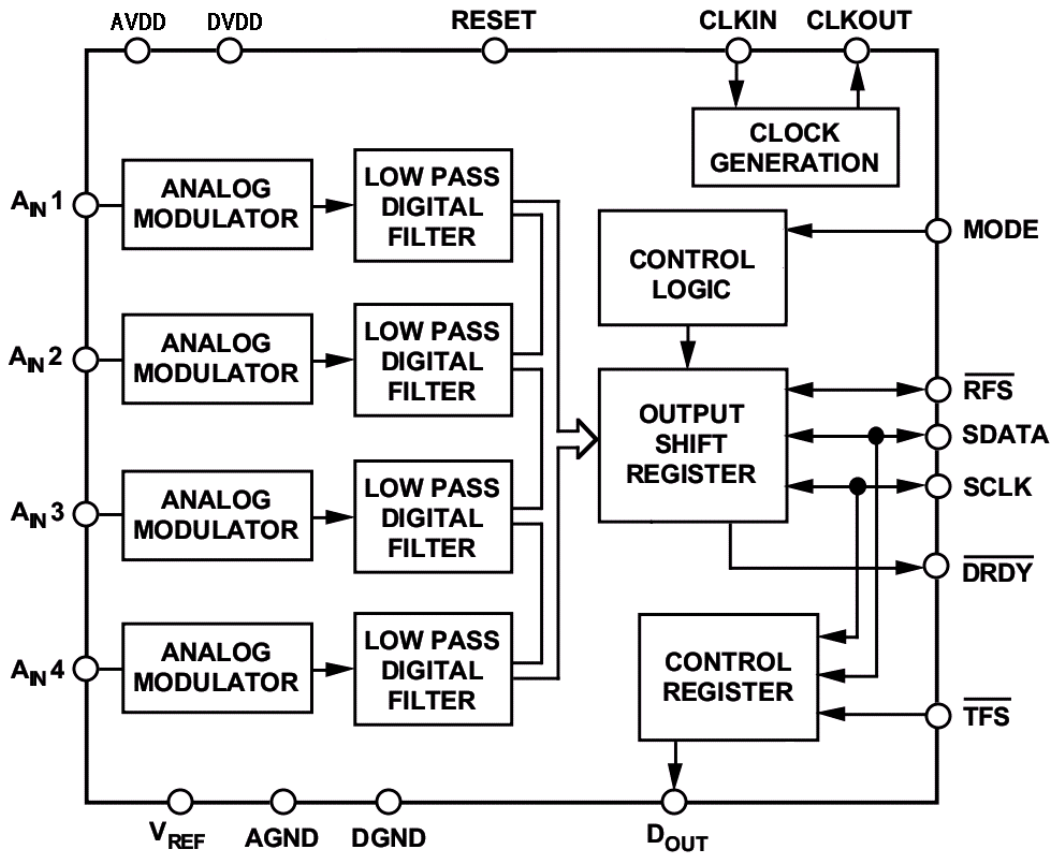 AVDD DVDD RESET CLKIN CLKOUT
CLOCK
GENERATION
AIN1
ANALOG
MODULATOR
LOW PASS
DIGITAL
FILTER
MODE
CONTROL
LOGIC
AIN2
ANALOG
MODULATOR
LOW PASS
DIGITAL
FILTER
OUTPUT
SHIFT
REGISTER
RFS
SDATA
SCLK
DRDY
AIN3
ANALOG
MODULATOR
LOW PASS
DIGITAL
FILTER
AIN4
ANALOG
MODULATOR
LOW PASS
DIGITAL
FILTER
CONTROL
REGISTER
TFS
VREF AGND DGND DOUT